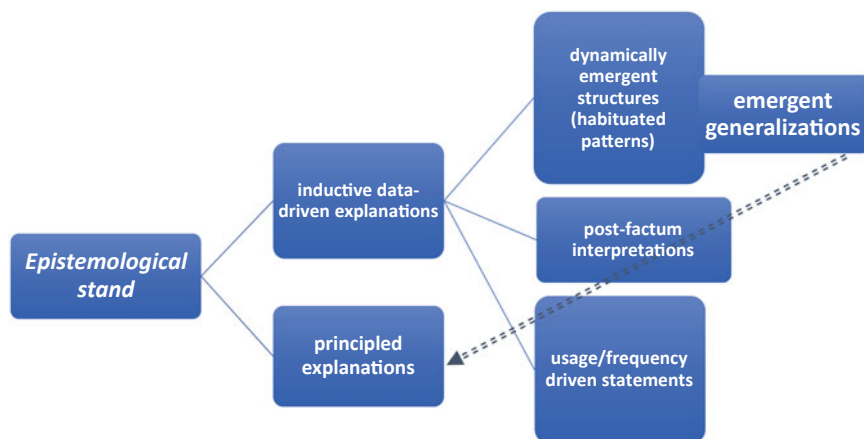 Epistemological
stand
inductive data-
driven explanations
principled
explanations
dynamically
emergent
structures
(habituated
patterns)
emergent
generalizations
post-factum
interpretations
usage/frequency
driven statements